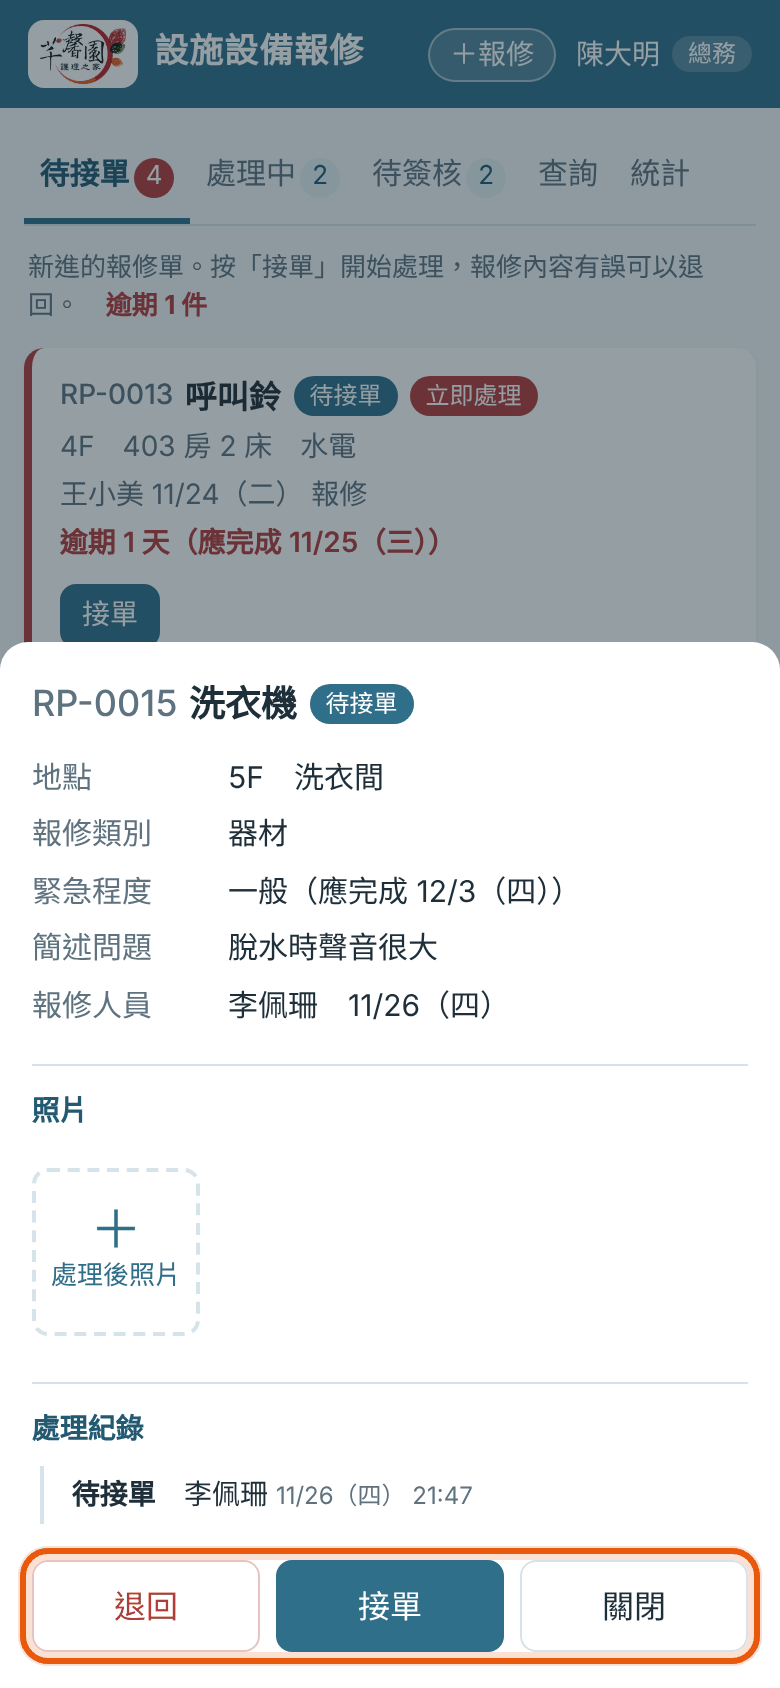 芊馨園
護理之家
設施設備報修
＋報修
陳大明
總務
待接單 4
處理中 2
待簽核 2
查詢
統計
新進的報修單。按「接單」開始處理，報修內容有誤可以退
回。 逾期 1 件
RP-0013 呼叫鈴 待接單 立即處理
4F 403 房 2 床 水電
王小美 11/24（二） 報修
逾期 1 天（應完成 11/25（三））
接單
RP-0015 洗衣機 待接單
地點 5F 洗衣間
報修類別 器材
緊急程度 一般（應完成 12/3（四））
簡述問題 脫水時聲音很大
報修人員 李佩珊 11/26（四）
照片
＋
處理後照片
處理紀錄
待接單 李佩珊 11/26（四） 21:47
退回
接單
關閉